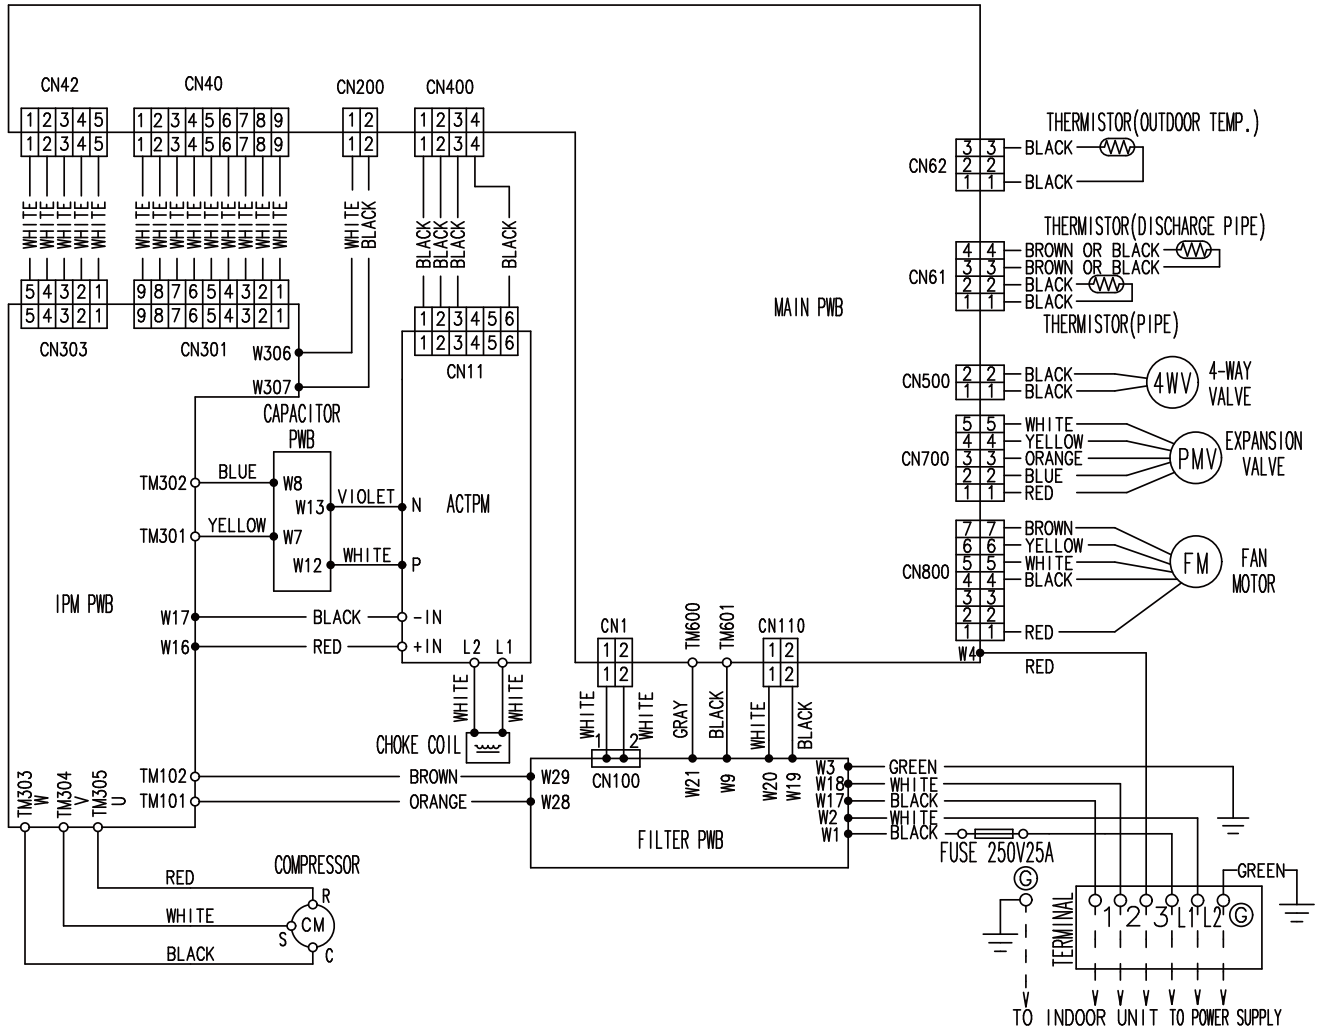 CN42 CN40 CN200 CN400
1 2 3 4 5 1 2 3 4 5 6 7 8 9 1 2 1 2 3 4
1 2 3 4 5 1 2 3 4 5 6 7 8 9 1 2 1 2 3 4
WHITE WHITE WHITE WHITE WHITE WHITE WHITE WHITE WHITE WHITE WHITE WHITE WHITE WHITE WHITE BLACK BLACK BLACK BLACK BLACK
5 4 3 2 1 9 8 7 6 5 4 3 2 1
5 4 3 2 1 9 8 7 6 5 4 3 2 1
CN303 CN301
W306
W307
1 2 3 4 5 6
1 2 3 4 5 6
CN11
MAIN PWB
THERMISTOR(OUTDOOR TEMP.)
CN62
3 3 BLACK
2 2
1 1 BLACK
THERMISTOR(DISCHARGE PIPE)
CN61
4 4 BROWN OR BLACK
3 3 BROWN OR BLACK
2 2 BLACK
1 1 BLACK
THERMISTOR(PIPE)
CN500
2 2 BLACK
1 1 BLACK
4WV
4-WAY
VALVE
CN700
5 5 WHITE
4 4 YELLOW
3 3 ORANGE
2 2 BLUE
1 1 RED
PMV
EXPANSION
VALVE
CN800
7 7 BROWN
6 6 YELLOW
5 5 WHITE
4 4 BLACK
3 3
2 2
1 1 RED
FM
FAN
MOTOR
W4
RED
CAPACITOR
PWB
TM302 BLUE W8
W13 VIOLET N
ACTPM
TM301 YELLOW W7
W12 WHITE P
IPM PWB
W17 BLACK -IN
W16 RED +IN
L2 L1
WHITE WHITE
CHOKE COIL
CN1 TM600 TM601 CN110
1 2 1 2
1 2 1 2
WHITE WHITE GRAY BLACK WHITE BLACK
1 2
CN100 W21 W9 W20 W19
TM102 BROWN W29
TM101 ORANGE W28
FILTER PWB
W3 GREEN
W18 WHITE
W17 BLACK
W2 WHITE
W1 BLACK
FUSE 250V25A
G
TM303 TM304 TM305
W V U
COMPRESSOR
RED R
WHITE S CM
BLACK C
GREEN
TERMINAL
1 2 3 L1 L2 G
TO INDOOR UNIT TO POWER SUPPLY